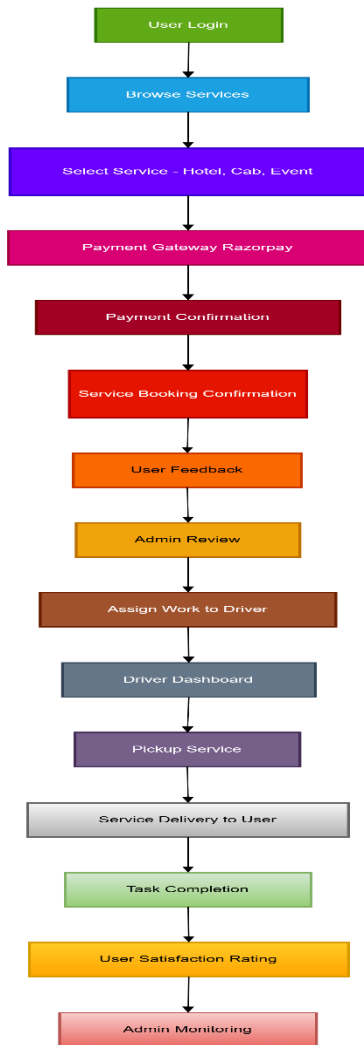 User Login
Browse Services
Select Service - Hotel, Cab, Event
Payment Gateway Razorpay
Payment Confirmation
Service Booking Confirmation
User Feedback
Admin Review
Assign Work to Driver
Driver Dashboard
Pickup Service
Service Delivery to User
Task Completion
User Satisfaction Rating
Admin Monitoring